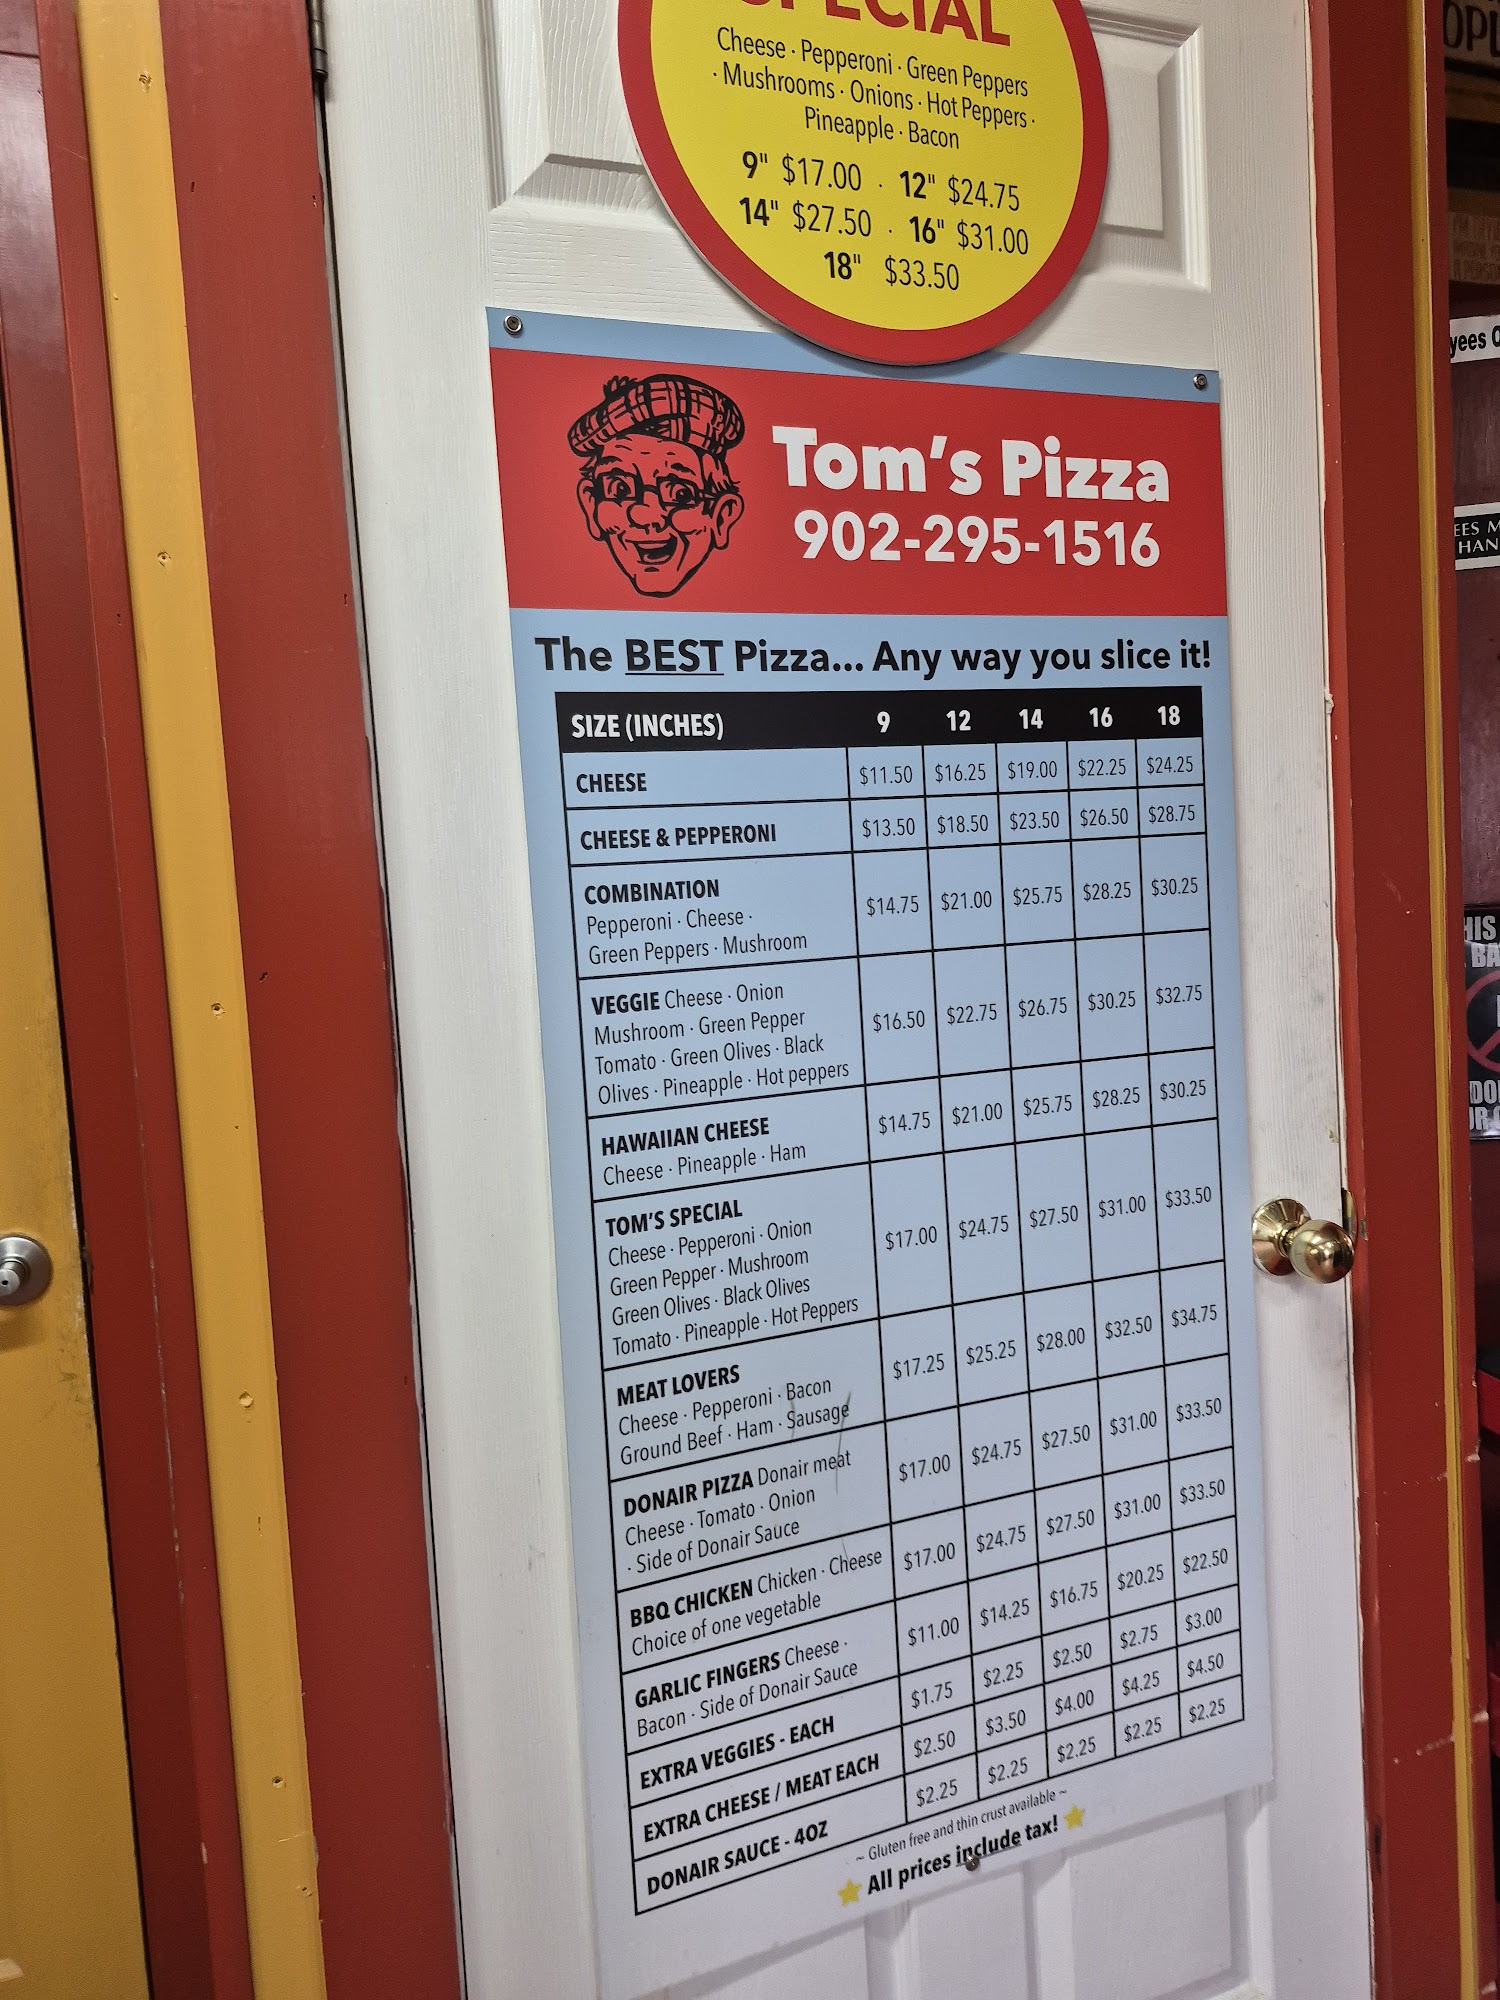 SPECIAL
Cheese · Pepperoni · Green Peppers
· Mushrooms · Onions · Hot Peppers ·
Pineapple · Bacon
9" $17.00 · 12" $24.75
14" $27.50 · 16" $31.00
18" $33.50
Tom's Pizza
902-295-1516
The BEST Pizza... Any way you slice it!
SIZE (INCHES) 9 12 14 16 18
CHEESE $11.50 $16.25 $19.00 $22.25 $24.25
CHEESE & PEPPERONI $13.50 $18.50 $23.50 $26.50 $28.75
COMBINATION
Pepperoni · Cheese ·
Green Peppers · Mushroom
$14.75 $21.00 $25.75 $28.25 $30.25
VEGGIE Cheese · Onion
Mushroom · Green Pepper
Tomato · Green Olives · Black
Olives · Pineapple · Hot peppers
$16.50 $22.75 $26.75 $30.25 $32.75
HAWAIIAN CHEESE
Cheese · Pineapple · Ham
$14.75 $21.00 $25.75 $28.25 $30.25
TOM'S SPECIAL
Cheese · Pepperoni · Onion
Green Pepper · Mushroom
Green Olives · Black Olives
Tomato · Pineapple · Hot Peppers
$17.00 $24.75 $27.50 $31.00 $33.50
MEAT LOVERS
Cheese · Pepperoni · Bacon
Ground Beef · Ham · Sausage
$17.25 $25.25 $28.00 $32.50 $34.75
DONAIR PIZZA Donair meat
Cheese · Tomato · Onion
· Side of Donair Sauce
$17.00 $24.75 $27.50 $31.00 $33.50
BBQ CHICKEN Chicken · Cheese
Choice of one vegetable
$17.00 $24.75 $27.50 $31.00 $33.50
GARLIC FINGERS Cheese ·
Bacon · Side of Donair Sauce
$11.00 $14.25 $16.75 $20.25 $22.50
EXTRA VEGGIES - EACH $1.75 $2.25 $2.50 $2.75 $3.00
EXTRA CHEESE / MEAT EACH $2.50 $3.50 $4.00 $4.25 $4.50
DONAIR SAUCE - 4OZ $2.25 $2.25 $2.25 $2.25 $2.25
~ Gluten free and thin crust available ~
All prices include tax!